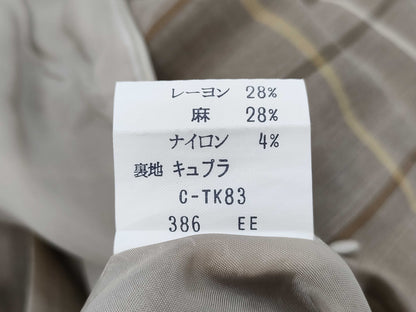 レーヨン 28%
麻 28%
ナイロン 4%
裏地 キュプラ
C-TK83
386 EE